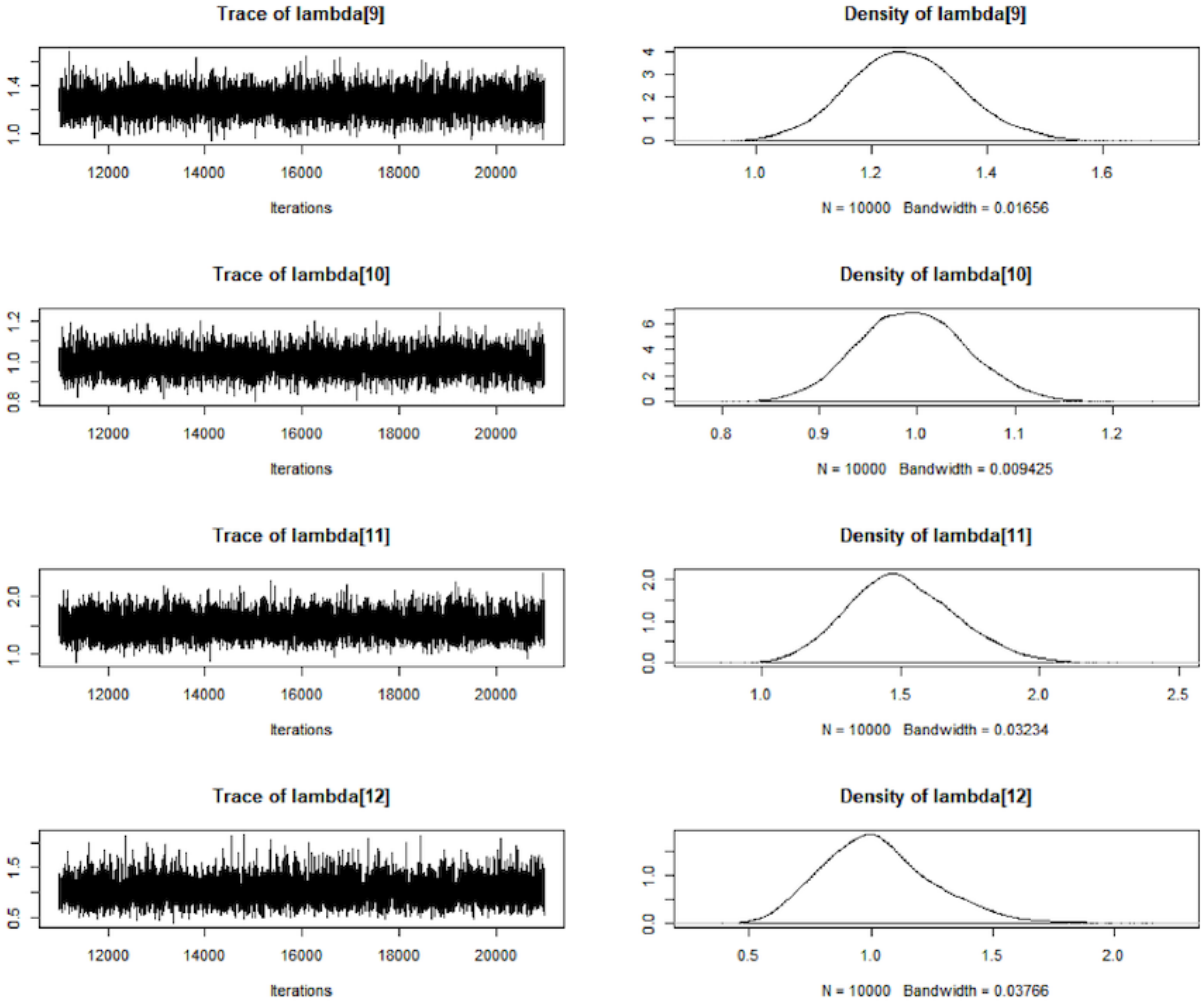 Trace of lambda[9]
Density of lambda[9]
1.0 1.4
0 1 2 3 4
12000 14000 16000 18000 20000
1.0 1.2 1.4 1.6
Iterations
N = 10000 Bandwidth = 0.01656
Trace of lambda[10]
Density of lambda[10]
0.8 1.0 1.2
0 2 4 6
12000 14000 16000 18000 20000
0.8 0.9 1.0 1.1 1.2
Iterations
N = 10000 Bandwidth = 0.009425
Trace of lambda[11]
Density of lambda[11]
1.0 2.0
0.0 1.0 2.0
12000 14000 16000 18000 20000
1.0 1.5 2.0 2.5
Iterations
N = 10000 Bandwidth = 0.03234
Trace of lambda[12]
Density of lambda[12]
0.5 1.5
0.0 1.0
12000 14000 16000 18000 20000
0.5 1.0 1.5 2.0
Iterations
N = 10000 Bandwidth = 0.03766